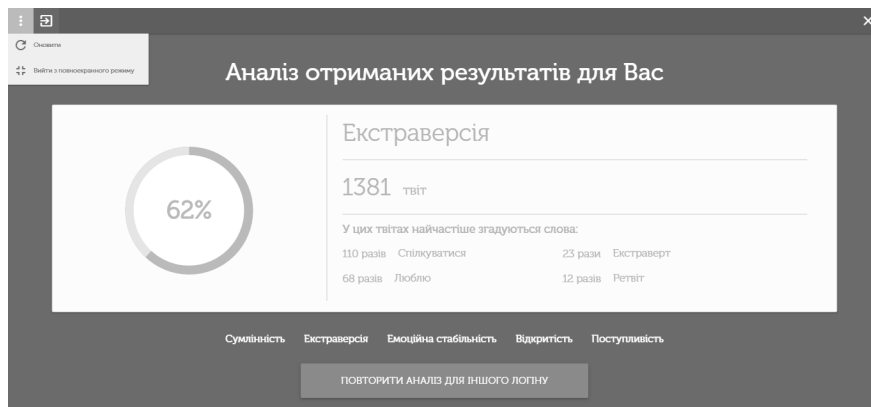 Оновити
Вийти з повноекранного режиму
Аналіз отриманих результатів для Вас
62%
Екстраверсія
1381 твіт
У цих твітах найчастіше згадуються слова:
110 разів Спілкуватися 23 рази Екстраверт
68 разів Люблю 12 разів Ретвіт
Сумлінність Екстраверсія Емоційна стабільність Відкритість Поступливість
ПОВТОРИТИ АНАЛІЗ ДЛЯ ІНШОГО ЛОГІНУ